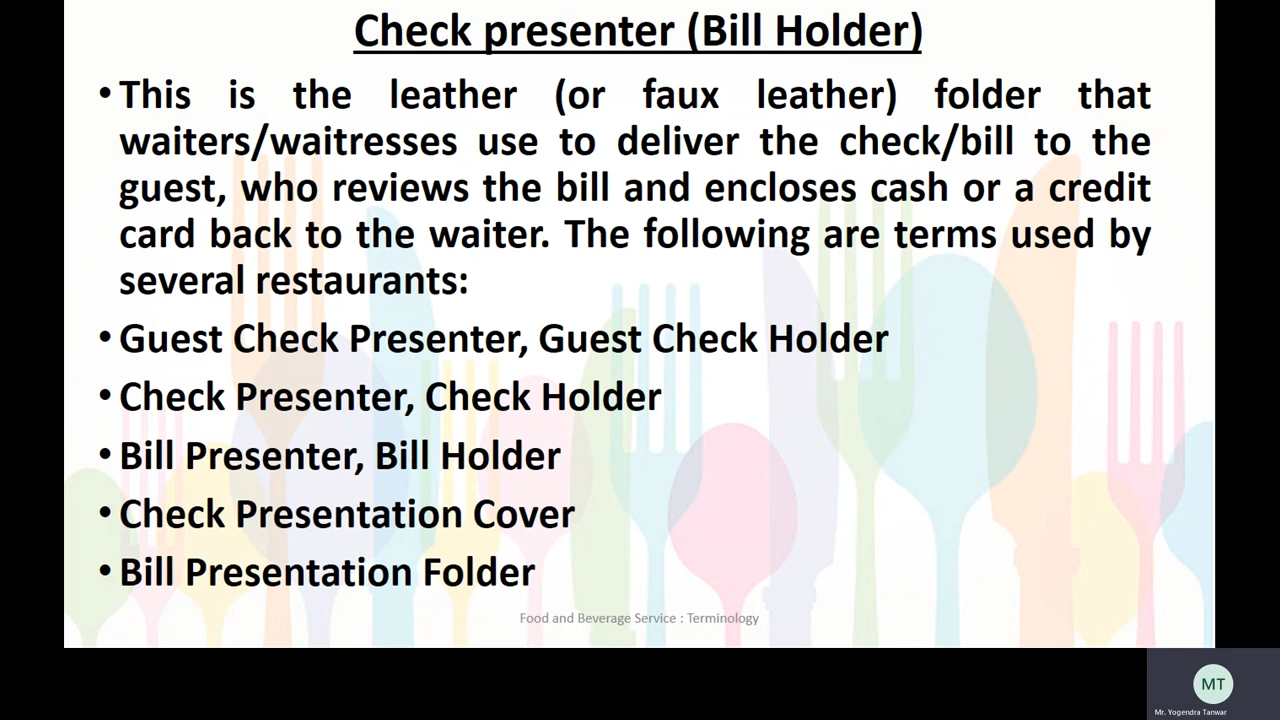 Check presenter (Bill Holder)
• This is the leather (or faux leather) folder that
waiters/waitresses use to deliver the check/bill to the
guest, who reviews the bill and encloses cash or a credit
card back to the waiter. The following are terms used by
several restaurants:
• Guest Check Presenter, Guest Check Holder
• Check Presenter, Check Holder
• Bill Presenter, Bill Holder
• Check Presentation Cover
• Bill Presentation Folder
Food and Beverage Service : Terminology
MT
Mr. Yogendra Tanwar